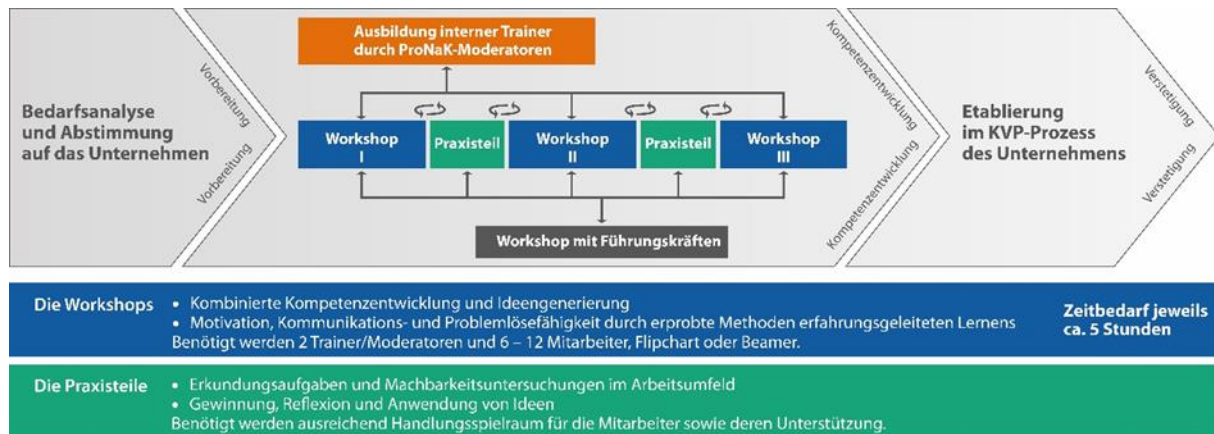 Bedarfsanalyse
und Abstimmung
auf das Unternehmen
Vorbereitung
Vorbereitung
Ausbildung interner Trainer
durch ProNaK-Moderatoren
Workshop
I
Praxisteil
Workshop
II
Praxisteil
Workshop
III
Workshop mit Führungskräften
Kompetenzentwicklung
Kompetenzentwicklung
Etablierung
im KVP-Prozess
des Unternehmens
Verstetigung
Verstetigung
Die Workshops
• Kombinierte Kompetenzentwicklung und Ideengenerierung
• Motivation, Kommunikations- und Problemlösefähigkeit durch erprobte Methoden erfahrungsgeleiteten Lernens
Benötigt werden 2 Trainer/Moderatoren und 6 – 12 Mitarbeiter, Flipchart oder Beamer.
Zeitbedarf jeweils
ca. 5 Stunden
Die Praxisteile
• Erkundungsaufgaben und Machbarkeitsuntersuchungen im Arbeitsumfeld
• Gewinnung, Reflexion und Anwendung von Ideen
Benötigt werden ausreichend Handlungsspielraum für die Mitarbeiter sowie deren Unterstützung.